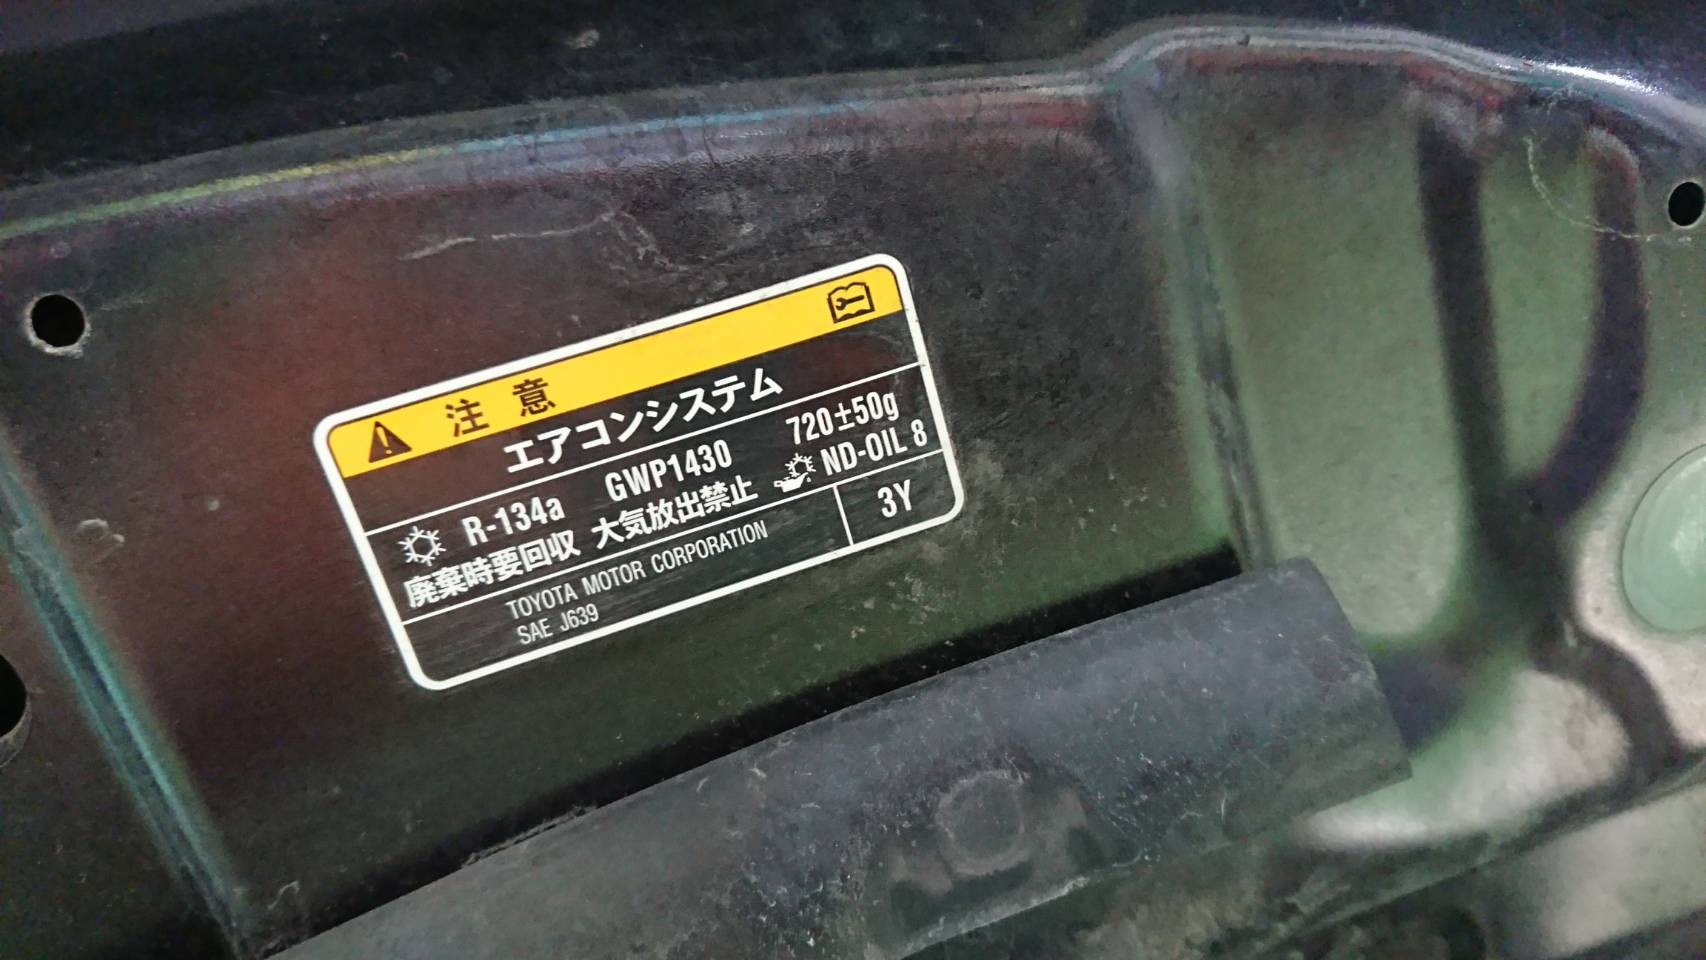 注意
エアコンシステム
R-134a GWP1430 720±50g
廃棄時要回収 大気放出禁止 ND-OIL 8
TOYOTA MOTOR CORPORATION 3Y
SAE J639